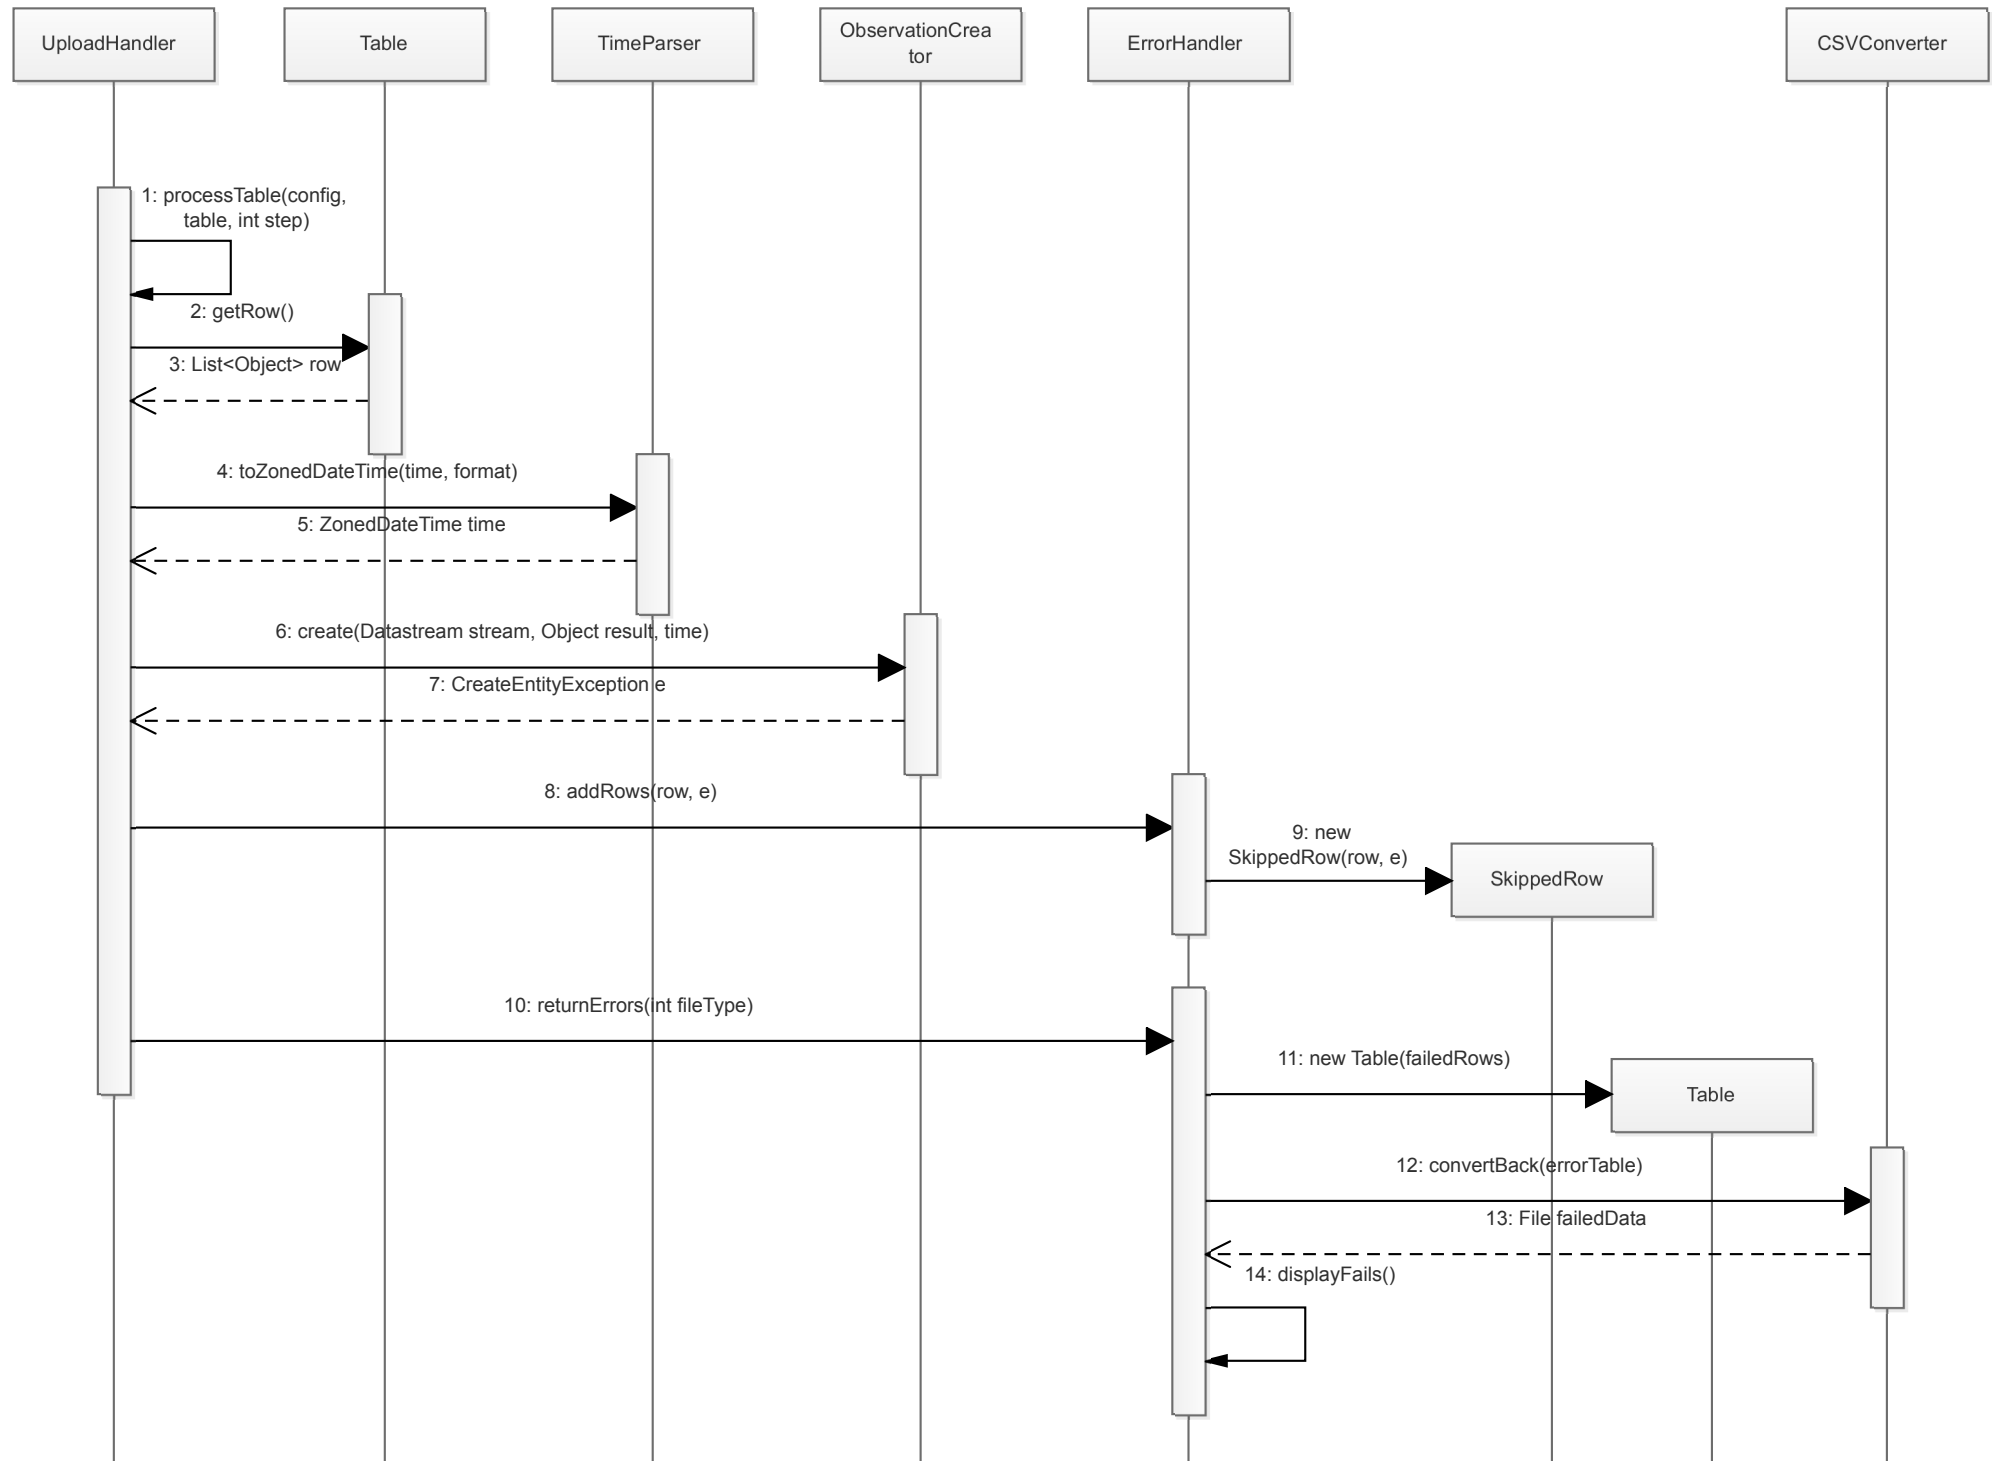 UploadHandler
Table
TimeParser
ObservationCrea
tor
ErrorHandler
CSVConverter
1: processTable(config,
table, int step)
2: getRow()
3: List<Object> row
4: toZonedDateTime(time, format)
5: ZonedDateTime time
6: create(Datastream stream, Object result, time)
7: CreateEntityException e
8: addRows(row, e)
9: new
SkippedRow(row, e)
SkippedRow
10: returnErrors(int fileType)
11: new Table(failedRows)
Table
12: convertBack(errorTable)
13: File failedData
14: displayFails()